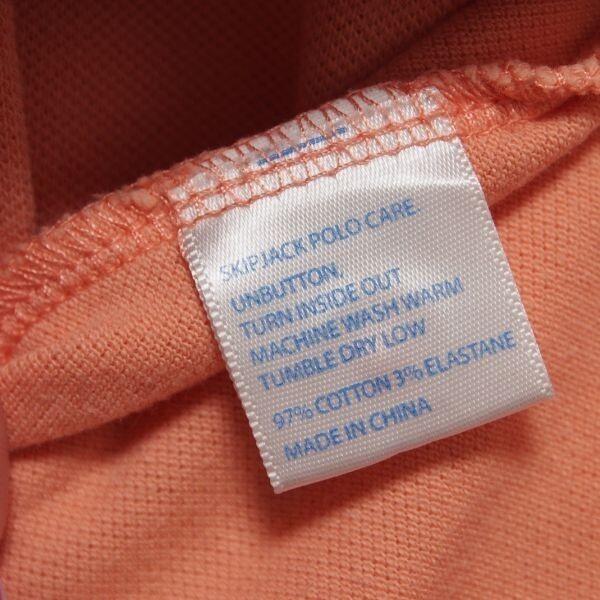 SKIPJACK POLO CARE.
UNBUTTON,
TURN INSIDE OUT
MACHINE WASH WARM
TUMBLE DRY LOW
97% COTTON 3% ELASTANE
MADE IN CHINA